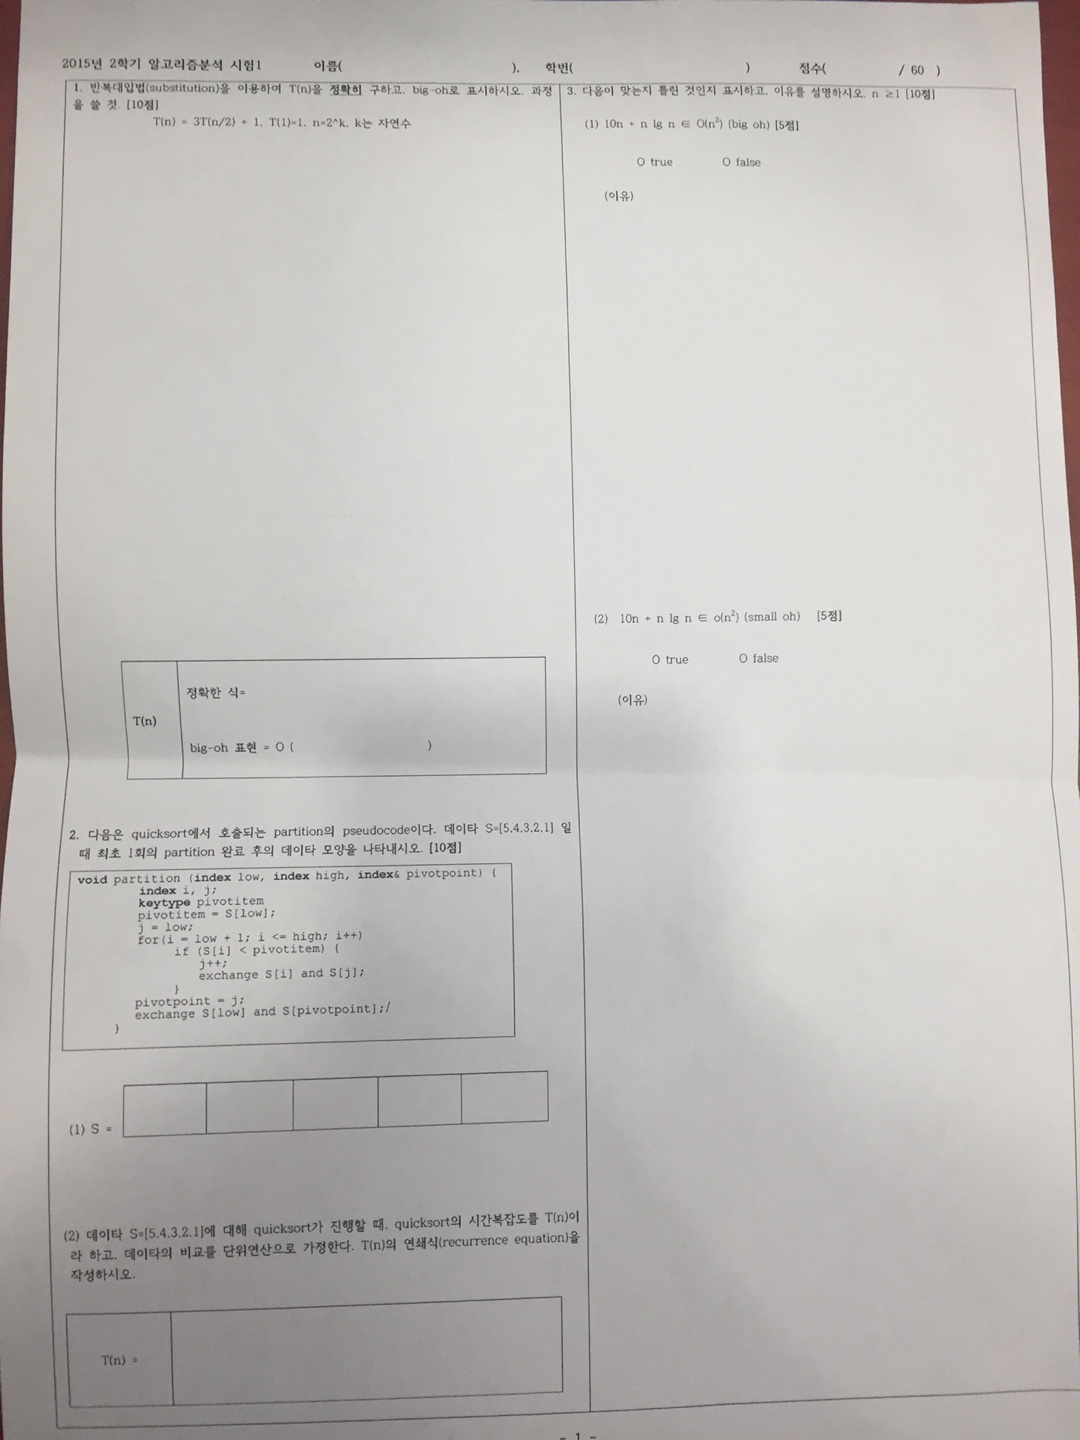 2015년 2학기 알고리즘분석 시험1 이름( ), 학번( ) 점수( / 60 )
1. 반복대입법(substitution)을 이용하여 T(n)을 정확히 구하고, big-oh로 표시하시오. 과정
을 쓸 것. [10점]
T(n) = 3T(n/2) + 1, T(1)=1, n=2^k, k는 자연수
T(n)
정확한 식=
big-oh 표현 = O ( )
2. 다음은 quicksort에서 호출되는 partition의 pseudocode이다. 데이타 S=[5,4,3,2,1] 일
때 최초 1회의 partition 완료 후의 데이타 모양을 나타내시오. [10점]
void partition (index low, index high, index& pivotpoint) {
index i, j;
keytype pivotitem
pivotitem = S[low];
j = low;
for(i = low + 1; i <= high; i++)
if (S[i] < pivotitem) {
j++;
exchange S[i] and S[j];
}
pivotpoint = j;
exchange S[low] and S[pivotpoint];/
}
(1) S =
(2) 데이타 S=[5,4,3,2,1]에 대해 quicksort가 진행할 때, quicksort의 시간복잡도를 T(n)이
라 하고, 데이타의 비교를 단위연산으로 가정한다. T(n)의 연쇄식(recurrence equation)을
작성하시오.
T(n) =
3. 다음이 맞는지 틀린 것인지 표시하고, 이유를 설명하시오. n ≥1 [10점]
(1) 10n + n lg n ∈ O(n²) (big oh) [5점]
O true O false
(이유)
(2) 10n + n lg n ∈ o(n²) (small oh) [5점]
O true O false
(이유)
- 1 -